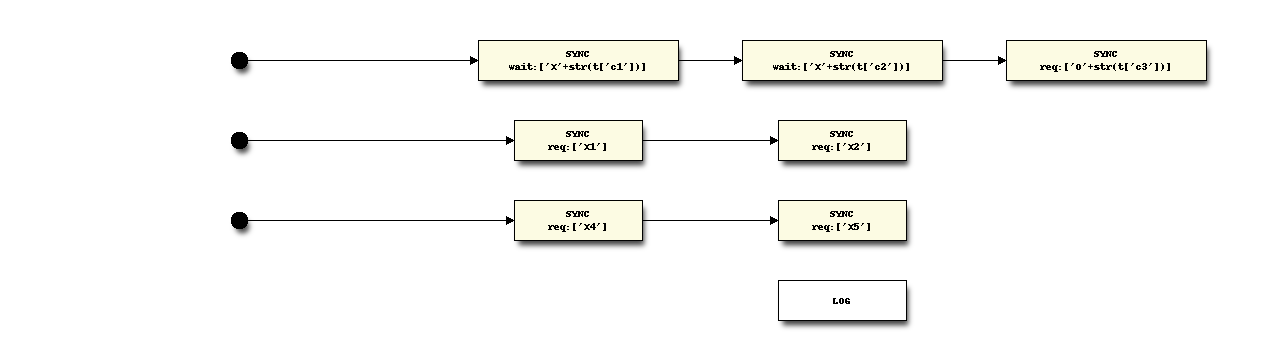 SYNC
wait:['X'+str(t['c1'])]
SYNC
wait:['X'+str(t['c2'])]
SYNC
req:['O'+str(t['c3'])]
SYNC
req:['X1']
SYNC
req:['X2']
SYNC
req:['X4']
SYNC
req:['X5']
LOG